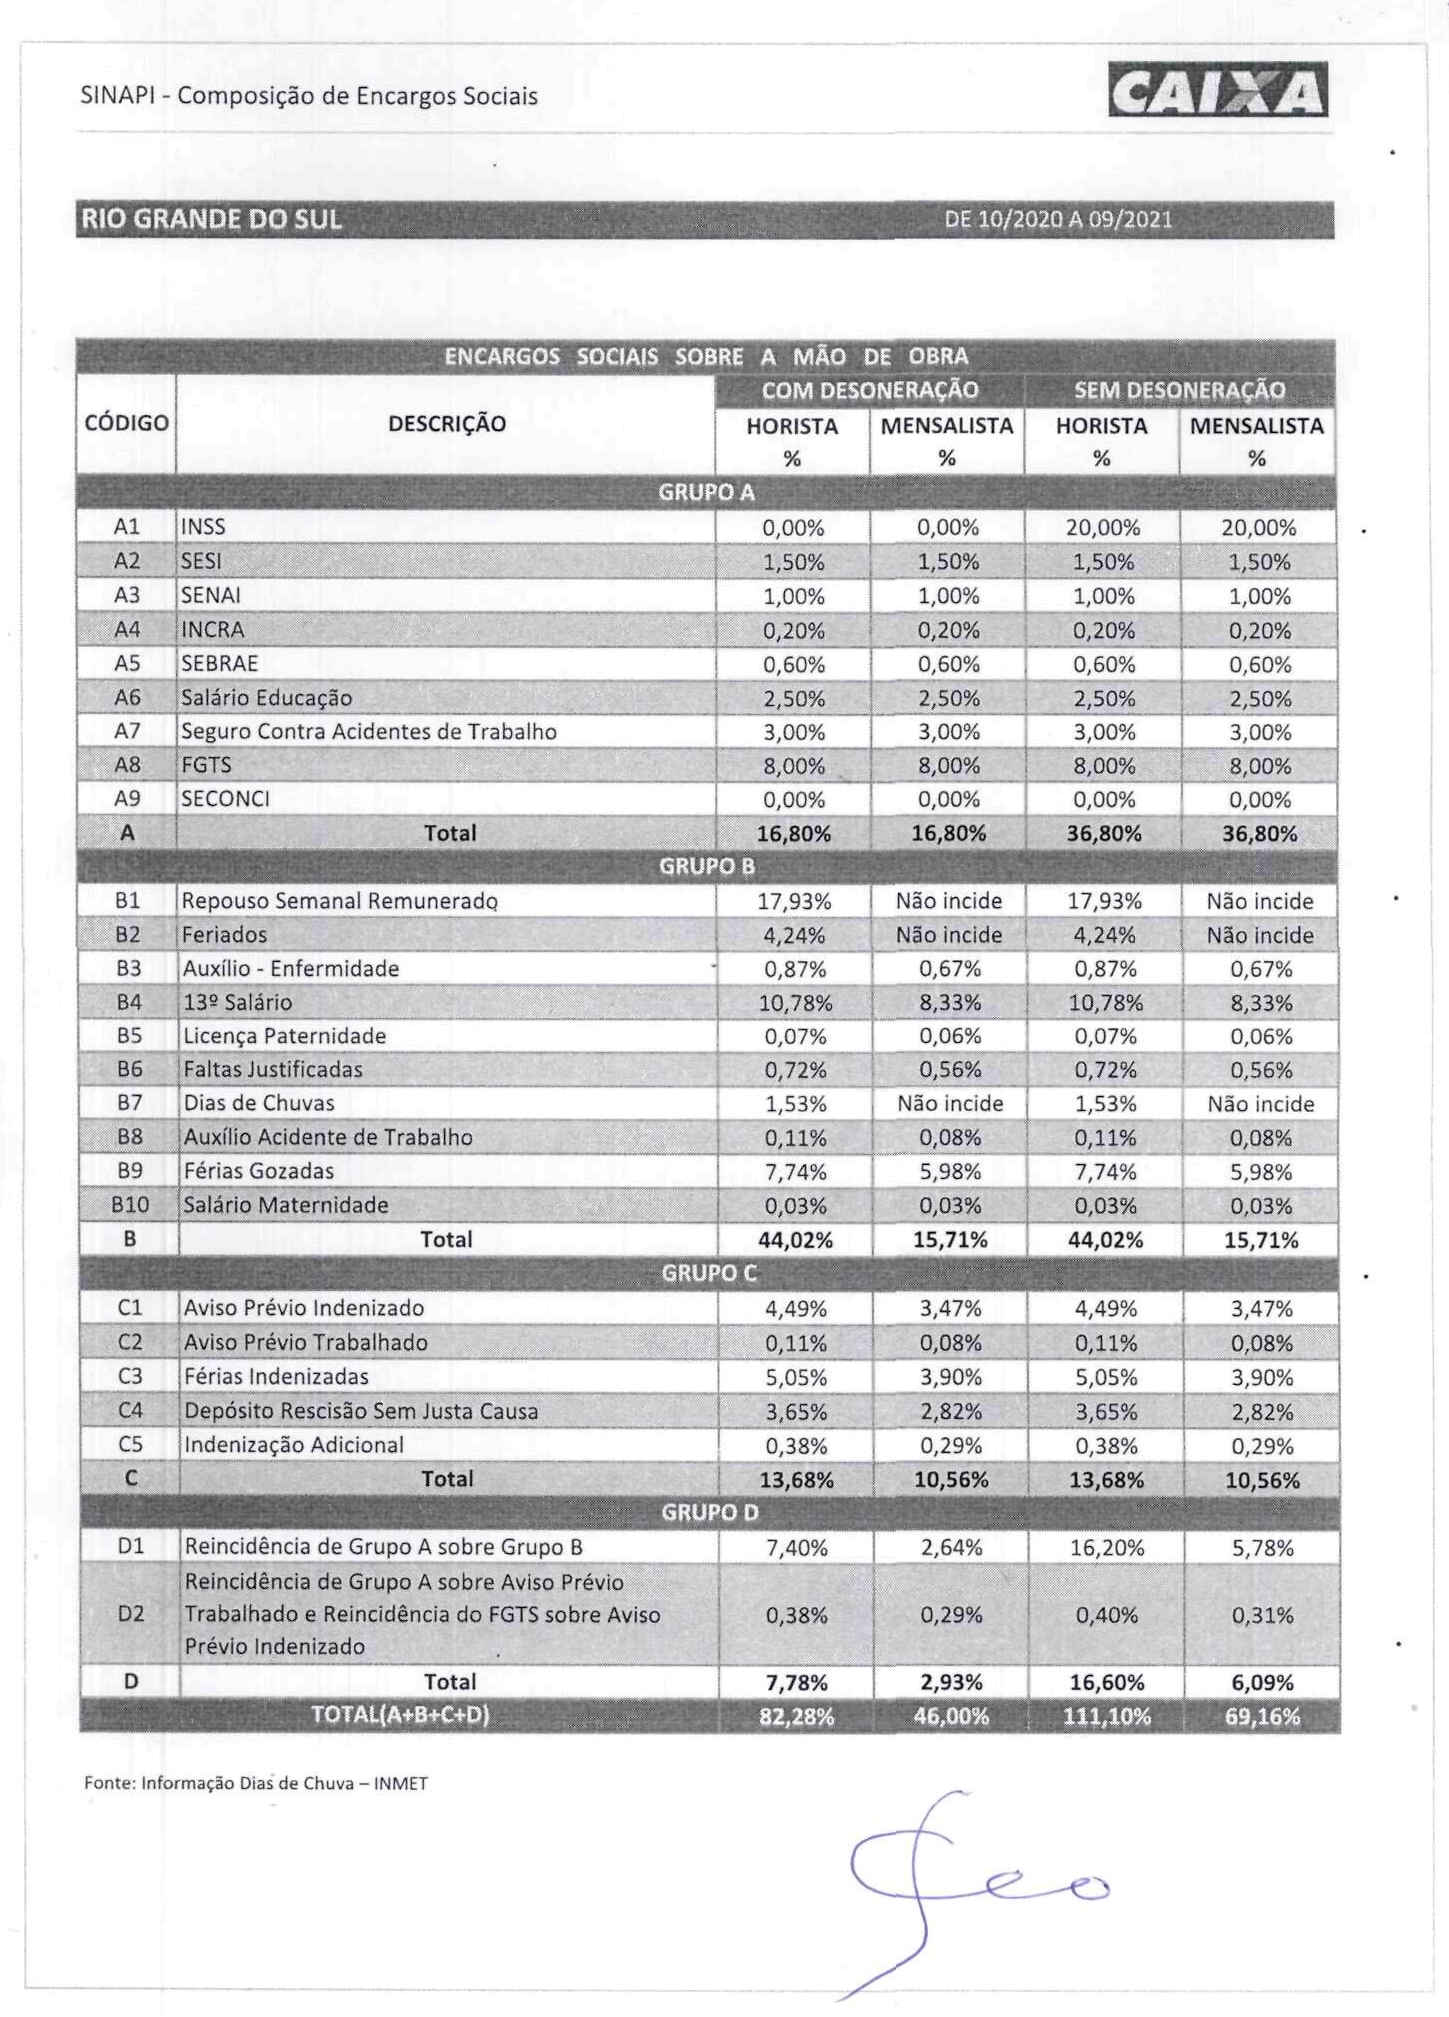 SINAPI - Composição de Encargos Sociais
CAIXA
RIO GRANDE DO SUL DE 10/2020 A 09/2021
ENCARGOS SOCIAIS SOBRE A MÃO DE OBRA
COM DESONERAÇÃO SEM DESONERAÇÃO
CÓDIGO DESCRIÇÃO HORISTA MENSALISTA HORISTA MENSALISTA
% % % %
GRUPO A
A1 INSS 0,00% 0,00% 20,00% 20,00%
A2 SESI 1,50% 1,50% 1,50% 1,50%
A3 SENAI 1,00% 1,00% 1,00% 1,00%
A4 INCRA 0,20% 0,20% 0,20% 0,20%
A5 SEBRAE 0,60% 0,60% 0,60% 0,60%
A6 Salário Educação 2,50% 2,50% 2,50% 2,50%
A7 Seguro Contra Acidentes de Trabalho 3,00% 3,00% 3,00% 3,00%
A8 FGTS 8,00% 8,00% 8,00% 8,00%
A9 SECONCI 0,00% 0,00% 0,00% 0,00%
A Total 16,80% 16,80% 36,80% 36,80%
GRUPO B
B1 Repouso Semanal Remunerado 17,93% Não incide 17,93% Não incide
B2 Feriados 4,24% Não incide 4,24% Não incide
B3 Auxílio - Enfermidade 0,87% 0,67% 0,87% 0,67%
B4 13º Salário 10,78% 8,33% 10,78% 8,33%
B5 Licença Paternidade 0,07% 0,06% 0,07% 0,06%
B6 Faltas Justificadas 0,72% 0,56% 0,72% 0,56%
B7 Dias de Chuvas 1,53% Não incide 1,53% Não incide
B8 Auxílio Acidente de Trabalho 0,11% 0,08% 0,11% 0,08%
B9 Férias Gozadas 7,74% 5,98% 7,74% 5,98%
B10 Salário Maternidade 0,03% 0,03% 0,03% 0,03%
B Total 44,02% 15,71% 44,02% 15,71%
GRUPO C
C1 Aviso Prévio Indenizado 4,49% 3,47% 4,49% 3,47%
C2 Aviso Prévio Trabalhado 0,11% 0,08% 0,11% 0,08%
C3 Férias Indenizadas 5,05% 3,90% 5,05% 3,90%
C4 Depósito Rescisão Sem Justa Causa 3,65% 2,82% 3,65% 2,82%
C5 Indenização Adicional 0,38% 0,29% 0,38% 0,29%
C Total 13,68% 10,56% 13,68% 10,56%
GRUPO D
D1 Reincidência de Grupo A sobre Grupo B 7,40% 2,64% 16,20% 5,78%
Reincidência de Grupo A sobre Aviso Prévio
D2 Trabalhado e Reincidência do FGTS sobre Aviso 0,38% 0,29% 0,40% 0,31%
Prévio Indenizado
D Total 7,78% 2,93% 16,60% 6,09%
TOTAL(A+B+C+D) 82,28% 46,00% 111,10% 69,16%
Fonte: Informação Dias de Chuva – INMET